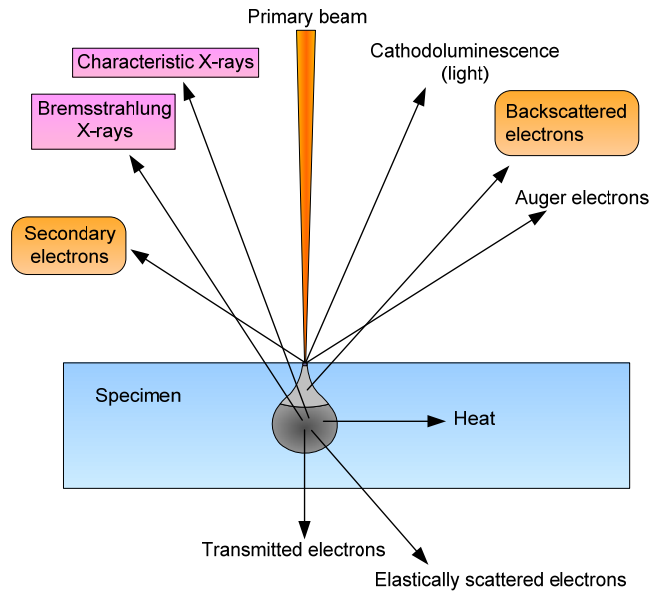 Primary beam
Characteristic X-rays
Cathodoluminescence
(light)
Bremsstrahlung
X-rays
Backscattered
electrons
Auger electrons
Secondary
electrons
Specimen
Heat
Transmitted electrons
Elastically scattered electrons